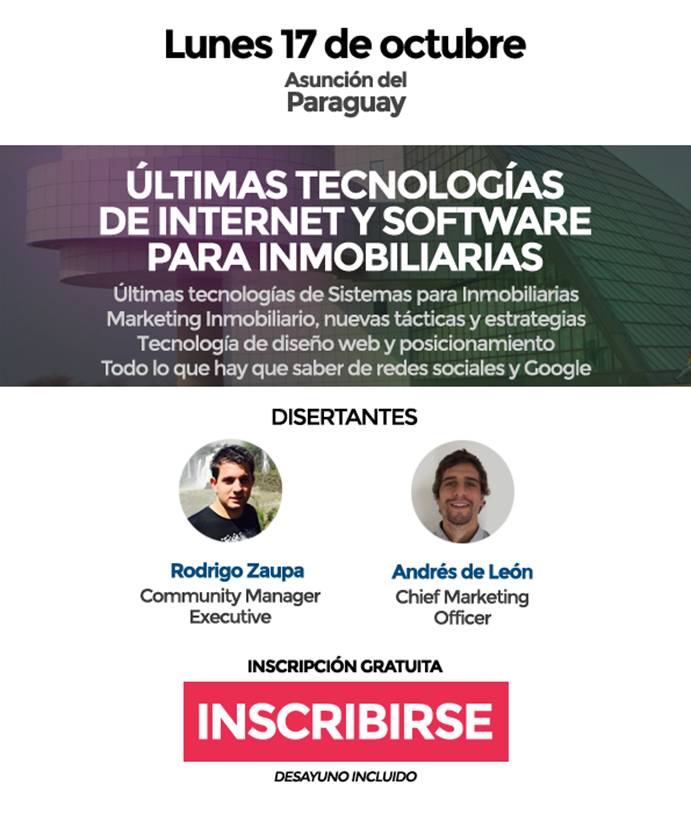 Lunes 17 de octubre
Asunción del
Paraguay
ÚLTIMAS TECNOLOGÍAS
DE INTERNET Y SOFTWARE
PARA INMOBILIARIAS
Últimas tecnologías de Sistemas para Inmobiliarias
Marketing Inmobiliario, nuevas tácticas y estrategias
Tecnología de diseño web y posicionamiento
Todo lo que hay que saber de redes sociales y Google
DISERTANTES
Rodrigo Zaupa
Community Manager
Executive
Andrés de León
Chief Marketing
Officer
INSCRIPCIÓN GRATUITA
INSCRIBIRSE
DESAYUNO INCLUIDO